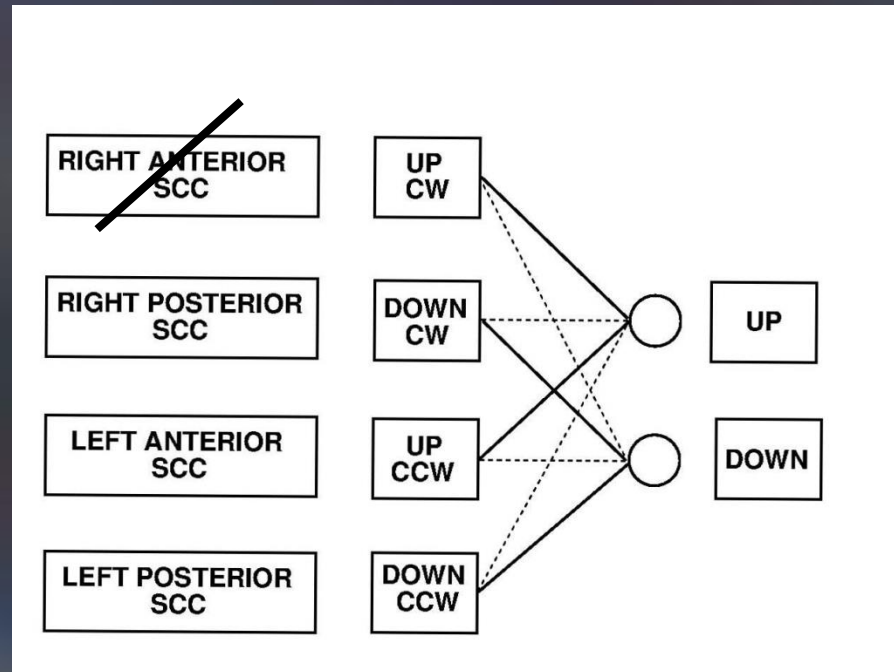 RIGHT ANTERIOR
SCC
UP
CW
RIGHT POSTERIOR
SCC
DOWN
CW
UP
LEFT ANTERIOR
SCC
UP
CCW
DOWN
LEFT POSTERIOR
SCC
DOWN
CCW